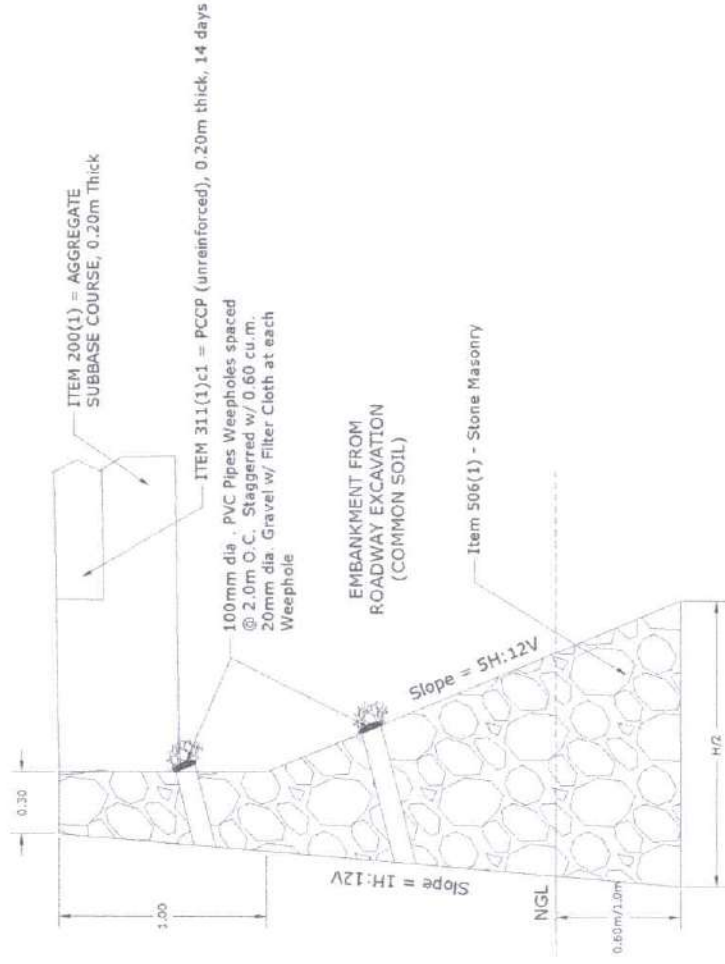 ITEM 200(1) = AGGREGATE
SUBBASE COURSE, 0.20m Thick
ITEM 311(1)c1 = PCCP (unreinforced), 0.20m thick, 14 days
100mm dia . PVC Pipes Weepholes spaced
@ 2.0m O.C. Staggerred w/ 0.60 cu.m.
20mm dia. Gravel w/ Filter Cloth at each
Weephole
EMBANKMENT FROM
ROADWAY EXCAVATION
(COMMON SOIL)
Item 506(1) - Stone Masonry
0.30
1.00
Slope = 5H:12V
Slope = 1H:12V
NGL
0.60m/1.0m
H/2